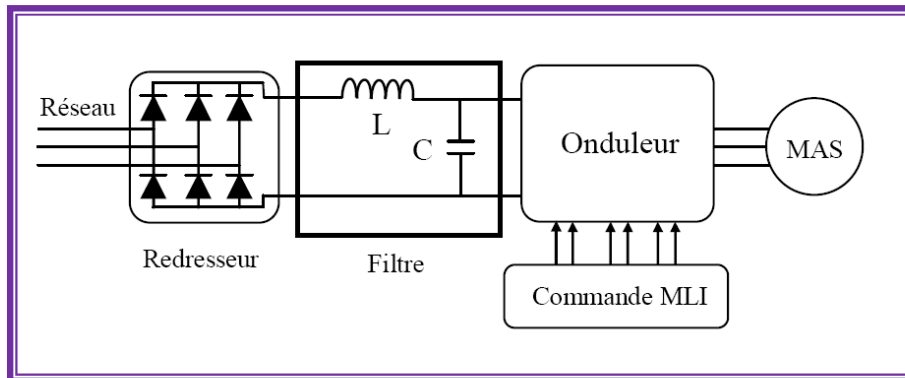 Réseau
L
C
Onduleur
MAS
Redresseur
Filtre
Commande MLI